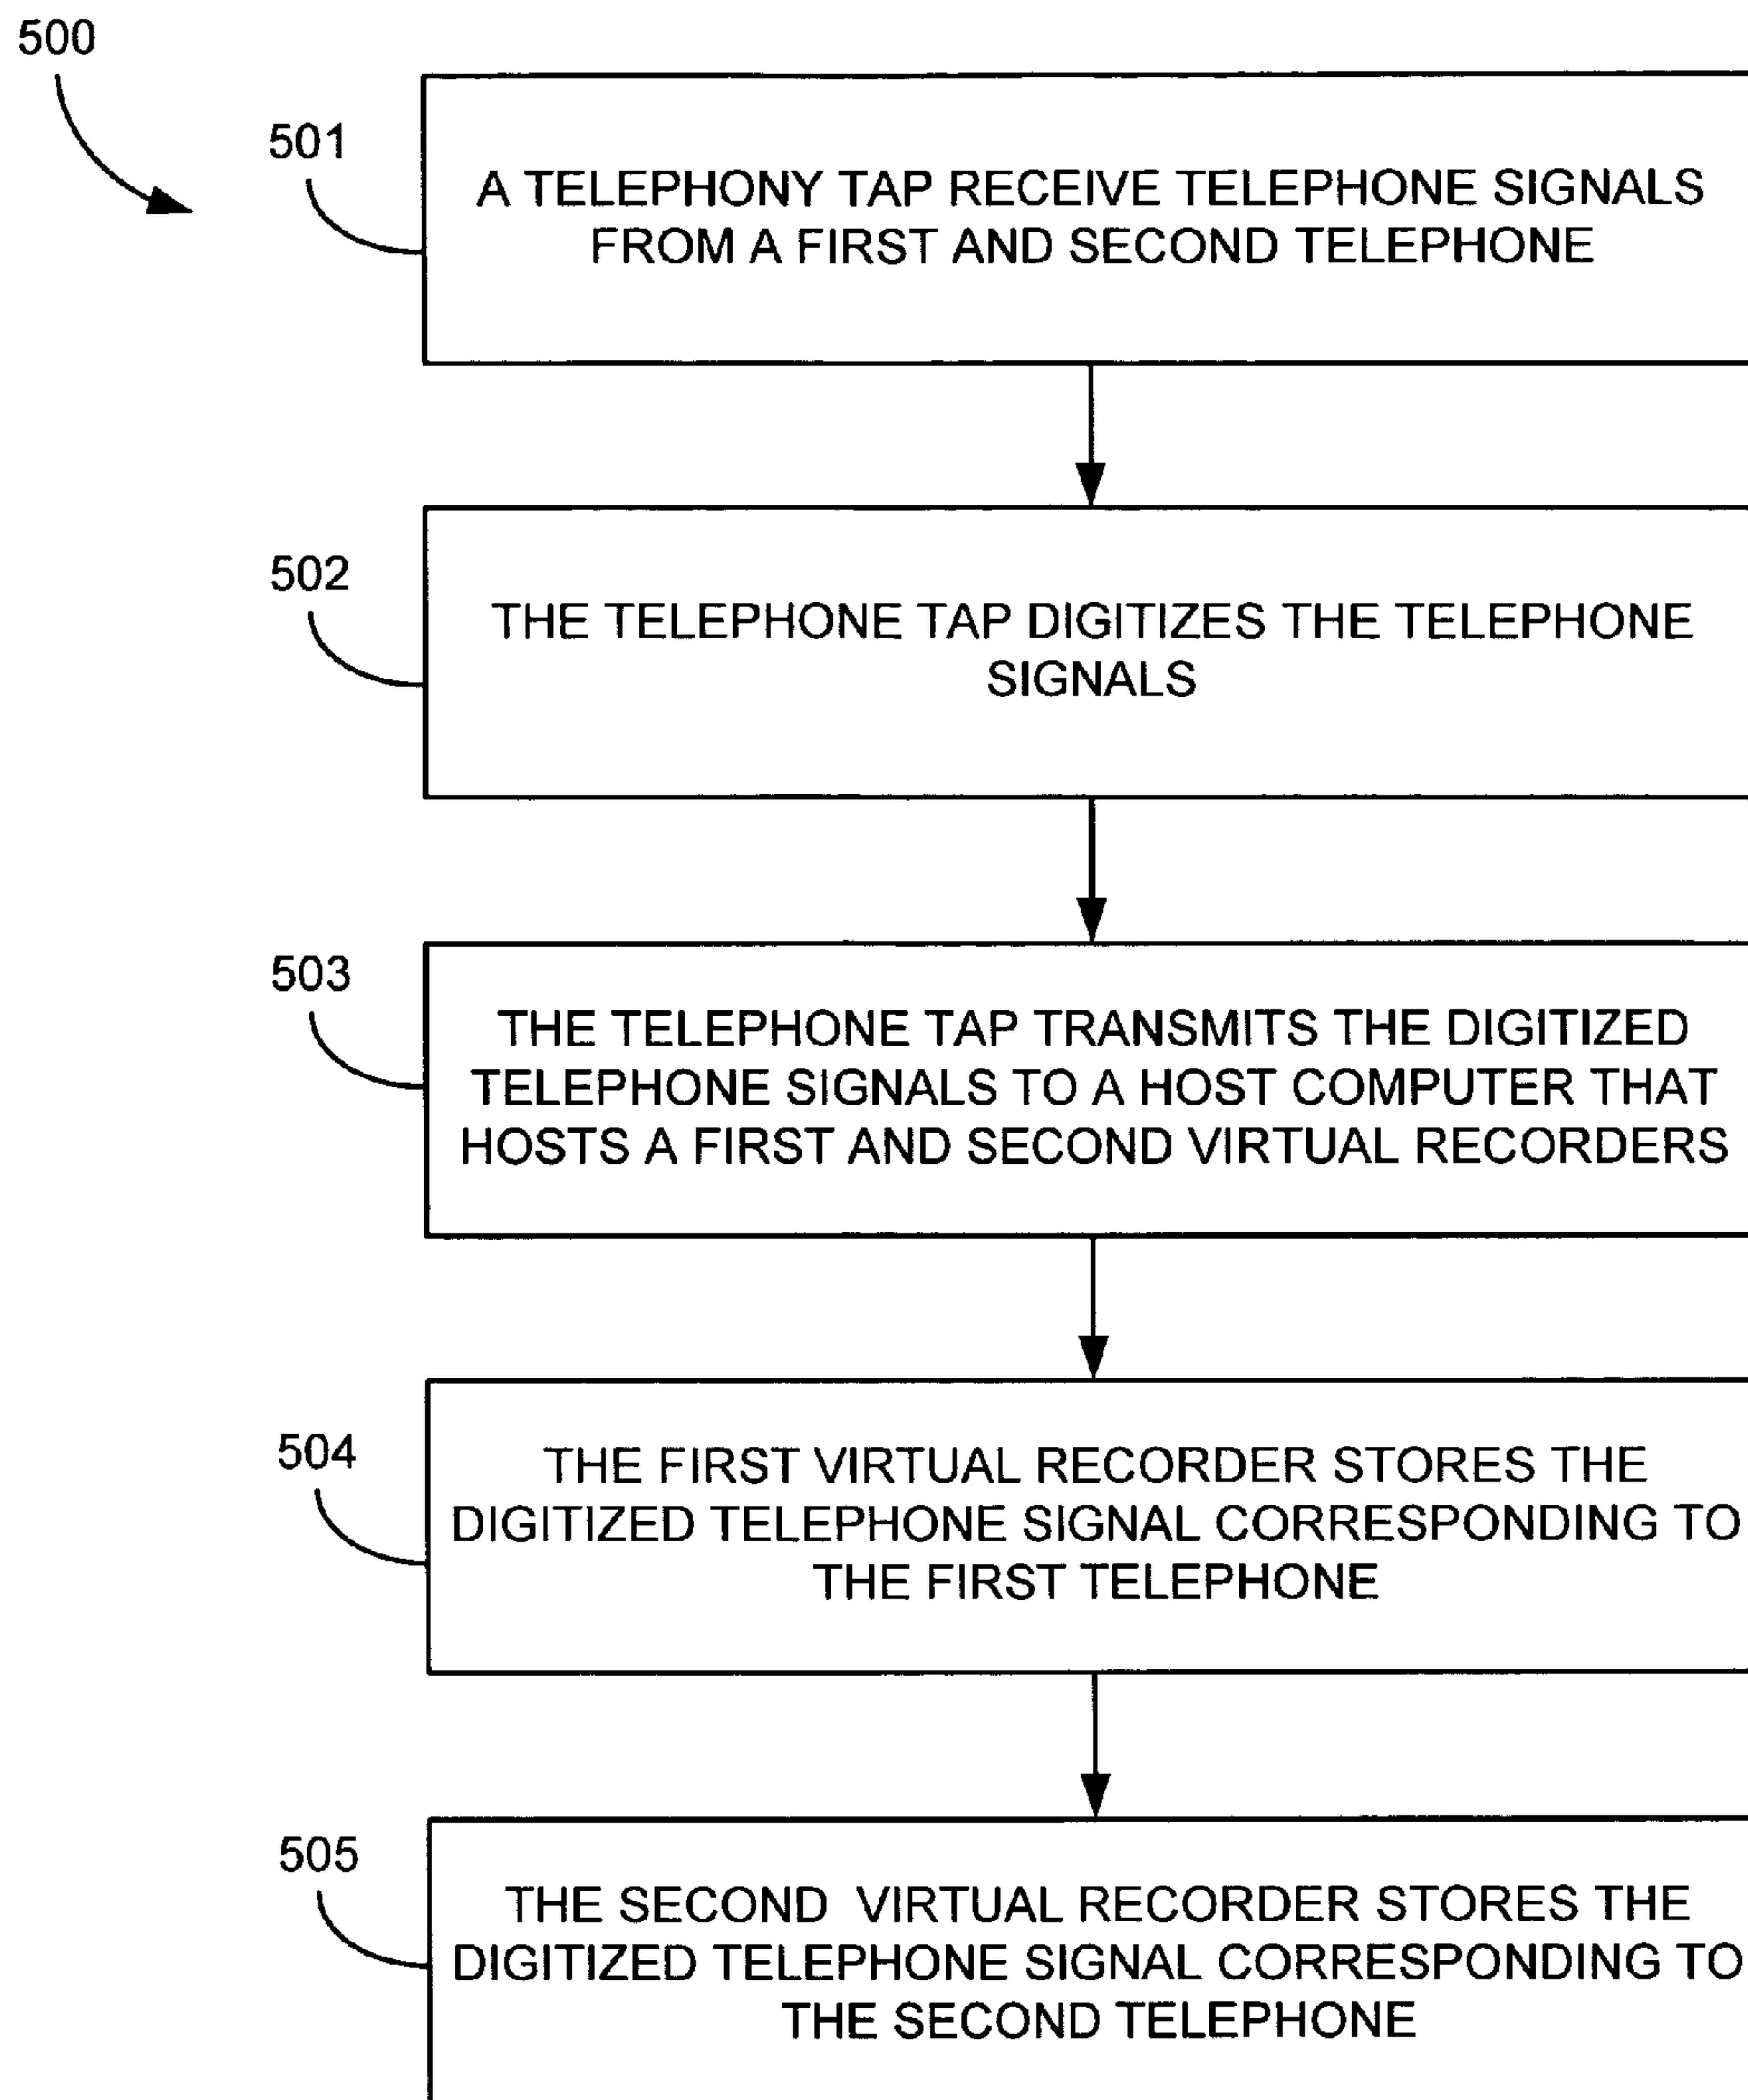 500
501
A TELEPHONY TAP RECEIVE TELEPHONE SIGNALS
FROM A FIRST AND SECOND TELEPHONE
502
THE TELEPHONE TAP DIGITIZES THE TELEPHONE
SIGNALS
503
THE TELEPHONE TAP TRANSMITS THE DIGITIZED
TELEPHONE SIGNALS TO A HOST COMPUTER THAT
HOSTS A FIRST AND SECOND VIRTUAL RECORDERS
504
THE FIRST VIRTUAL RECORDER STORES THE
DIGITIZED TELEPHONE SIGNAL CORRESPONDING TO
THE FIRST TELEPHONE
505
THE SECOND VIRTUAL RECORDER STORES THE
DIGITIZED TELEPHONE SIGNAL CORRESPONDING TO
THE SECOND TELEPHONE